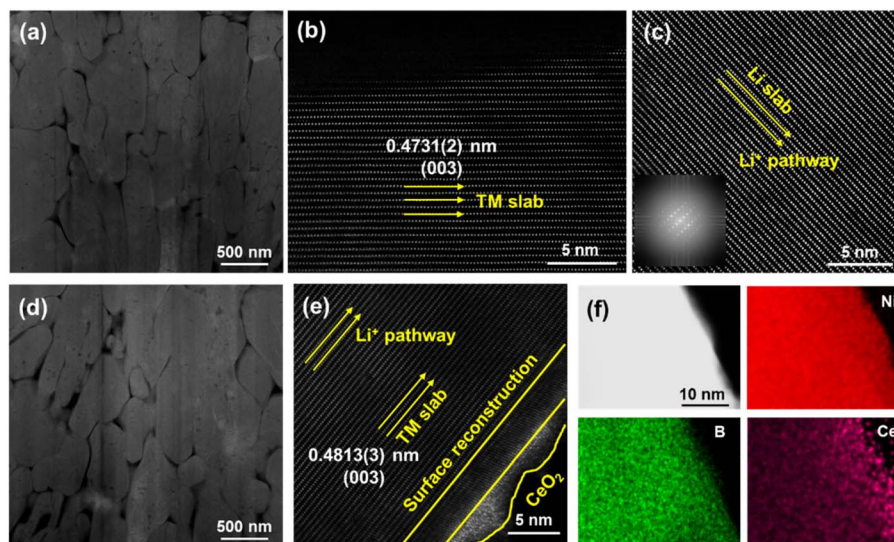 (a)
500 nm
(b)
0.4731(2) nm
(003)
TM slab
5 nm
(c)
Li slab
Li⁺ pathway
5 nm
(d)
500 nm
(e)
Li⁺ pathway
TM slab
0.4813(3) nm
(003)
Surface reconstruction
CeO₂
5 nm
(f)
10 nm
B
Ce